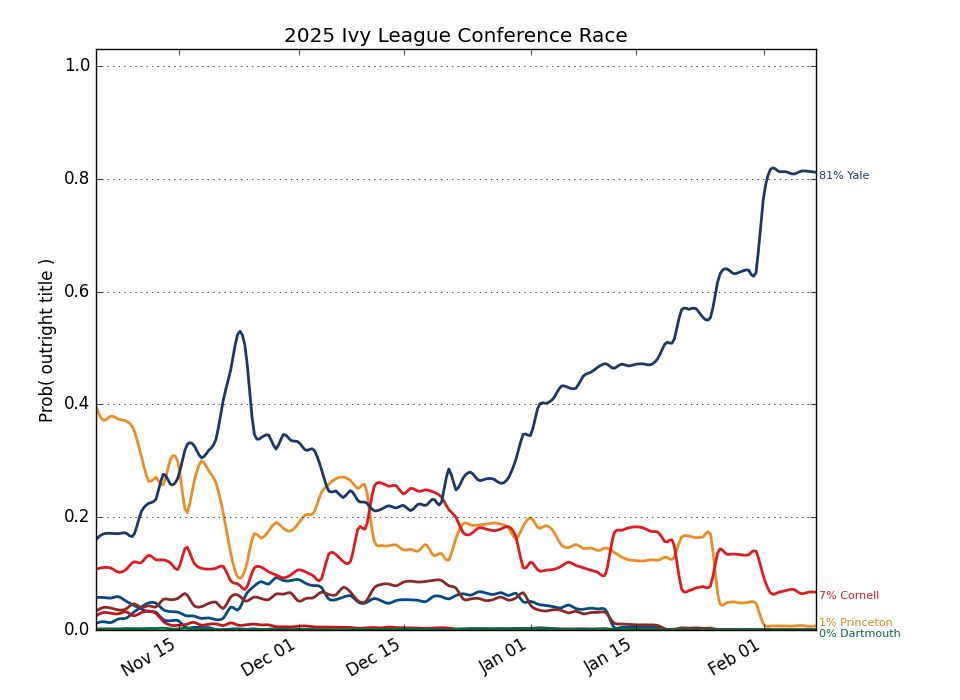 2025 Ivy League Conference Race
Prob( outright title )
1.0
0.8
0.6
0.4
0.2
0.0
Nov 15
Dec 01
Dec 15
Jan 01
Jan 15
Feb 01
81% Yale
7% Cornell
1% Princeton
0% Dartmouth